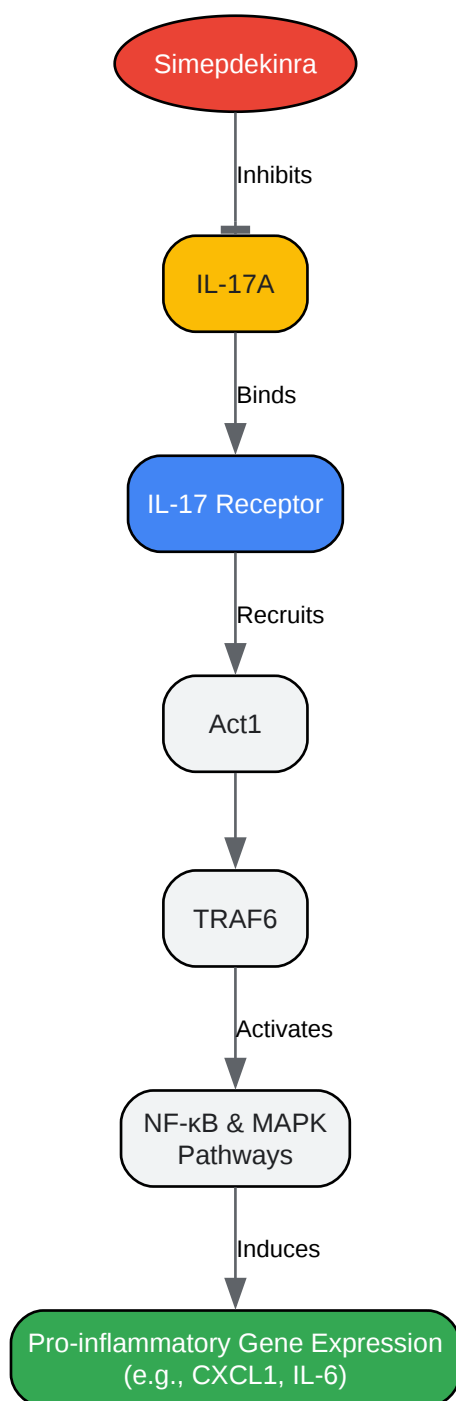 Simepdekinra
Inhibits
IL-17A
Binds
IL-17 Receptor
Recruits
Act1
TRAF6
Activates
NF-κB & MAPK
Pathways
Induces
Pro-inflammatory Gene Expression
(e.g., CXCL1, IL-6)